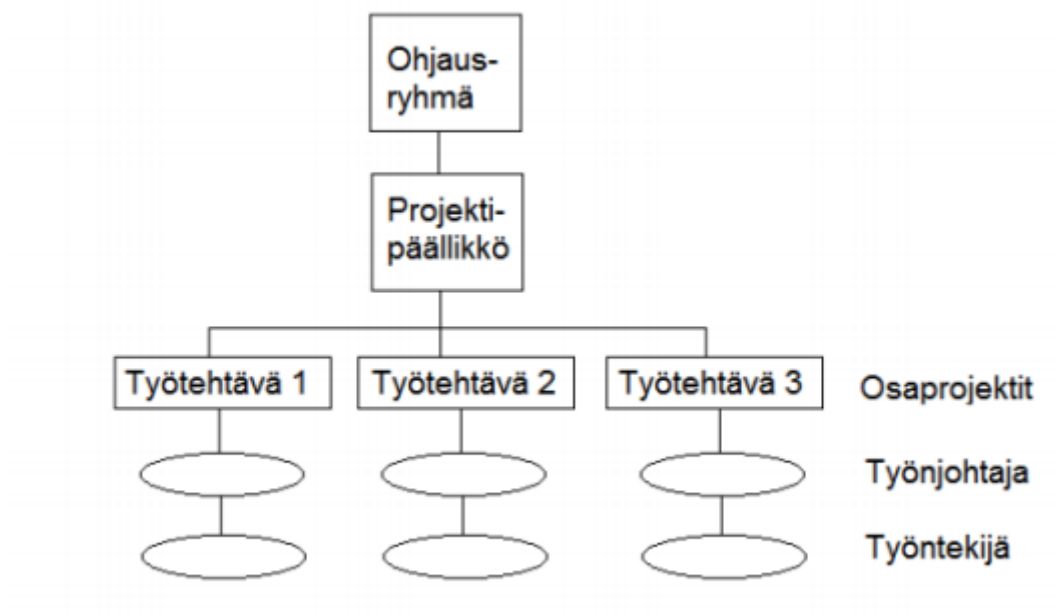 Ohjaus-
ryhmä
Projekti-
päällikkö
Työtehtävä 1
Työtehtävä 2
Työtehtävä 3
Osaprojektit
Työnjohtaja
Työntekijä